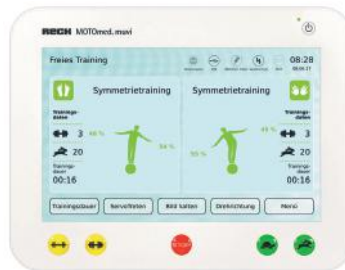 RECK MOTOmed. muvi
Freies Training
08:28
Symmetrietraining
Symmetrietraining
Trainings-
daten
3
20
Trainings-
dauer
00:16
Trainings-
daten
3
20
Trainings-
dauer
00:16
Trainingsdauer
Servotreten
Bild halten
Drehrichtung
Menü
STOP